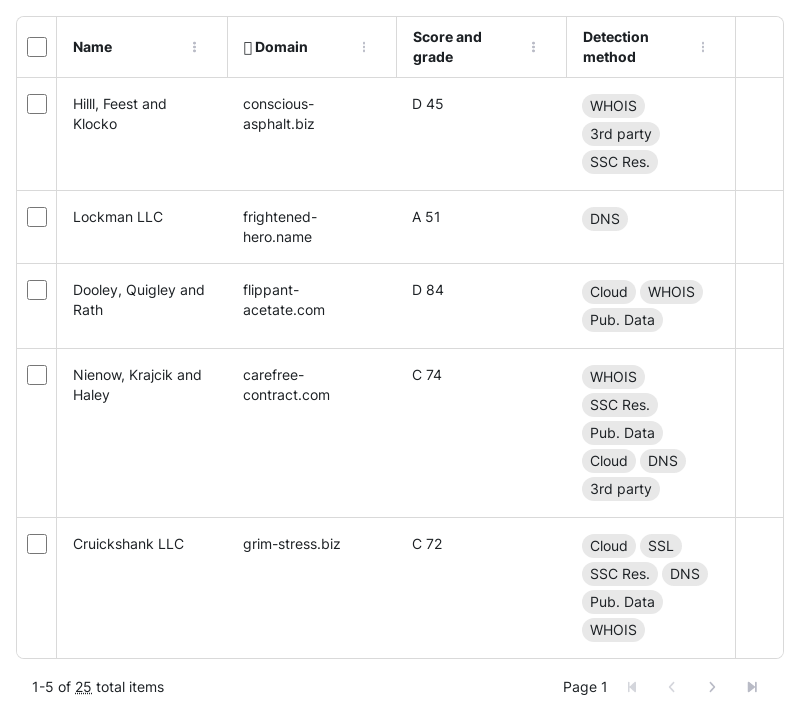 Name
Domain
Score and
grade
Detection
method
Hilll, Feest and
Klocko
conscious-
asphalt.biz
D 45
WHOIS
3rd party
SSC Res.
Lockman LLC
frightened-
hero.name
A 51
DNS
Dooley, Quigley and
Rath
flippant-
acetate.com
D 84
Cloud WHOIS
Pub. Data
Nienow, Krajcik and
Haley
carefree-
contract.com
C 74
WHOIS
SSC Res.
Pub. Data
Cloud DNS
3rd party
Cruickshank LLC
grim-stress.biz
C 72
Cloud SSL
SSC Res. DNS
Pub. Data
WHOIS
1-5 of 25 total items
Page 1